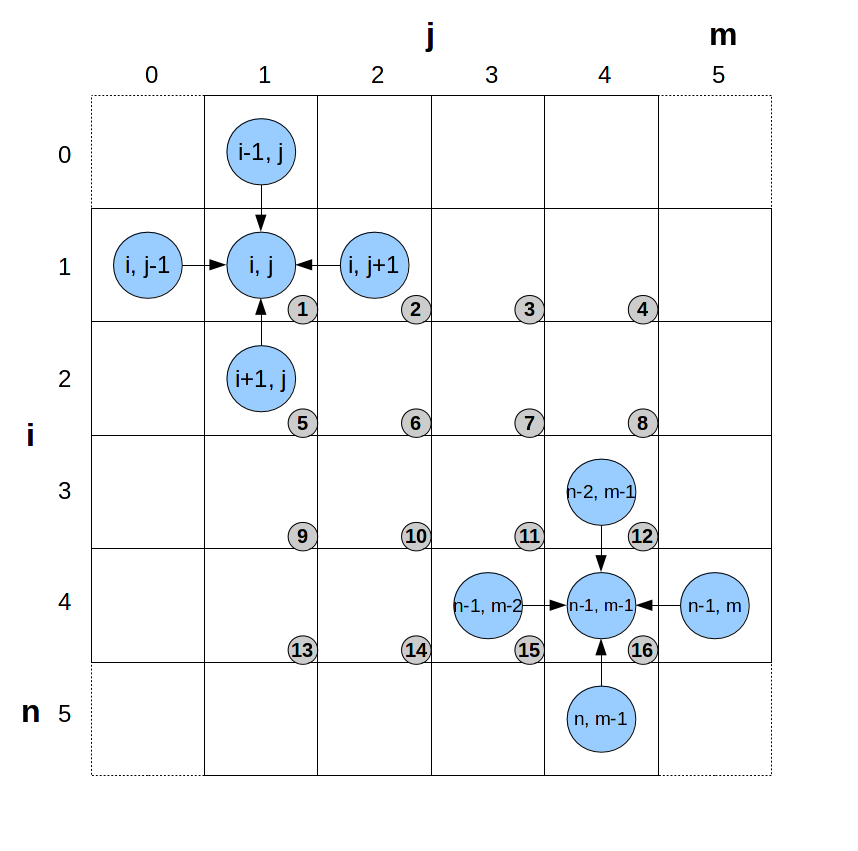 j m
0 1 2 3 4 5
0 i-1, j
1 i, j-1 i, j i, j+1
1 2 3 4
2 i+1, j
5 6 7 8
i
3 n-2, m-1
9 10 11 12
4 n-1, m-2 n-1, m-1 n-1, m
13 14 15 16
n 5 n, m-1